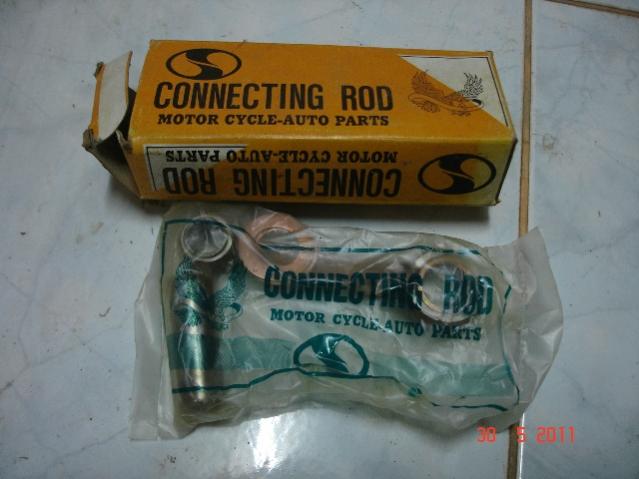 CONNECTING ROD
MOTOR CYCLE-AUTO PARTS
CONNECTING ROD
MOTOR CYCLE-AUTO PARTS
CONNECTING ROD
MOTOR CYCLE-AUTO PARTS
38 5 2011